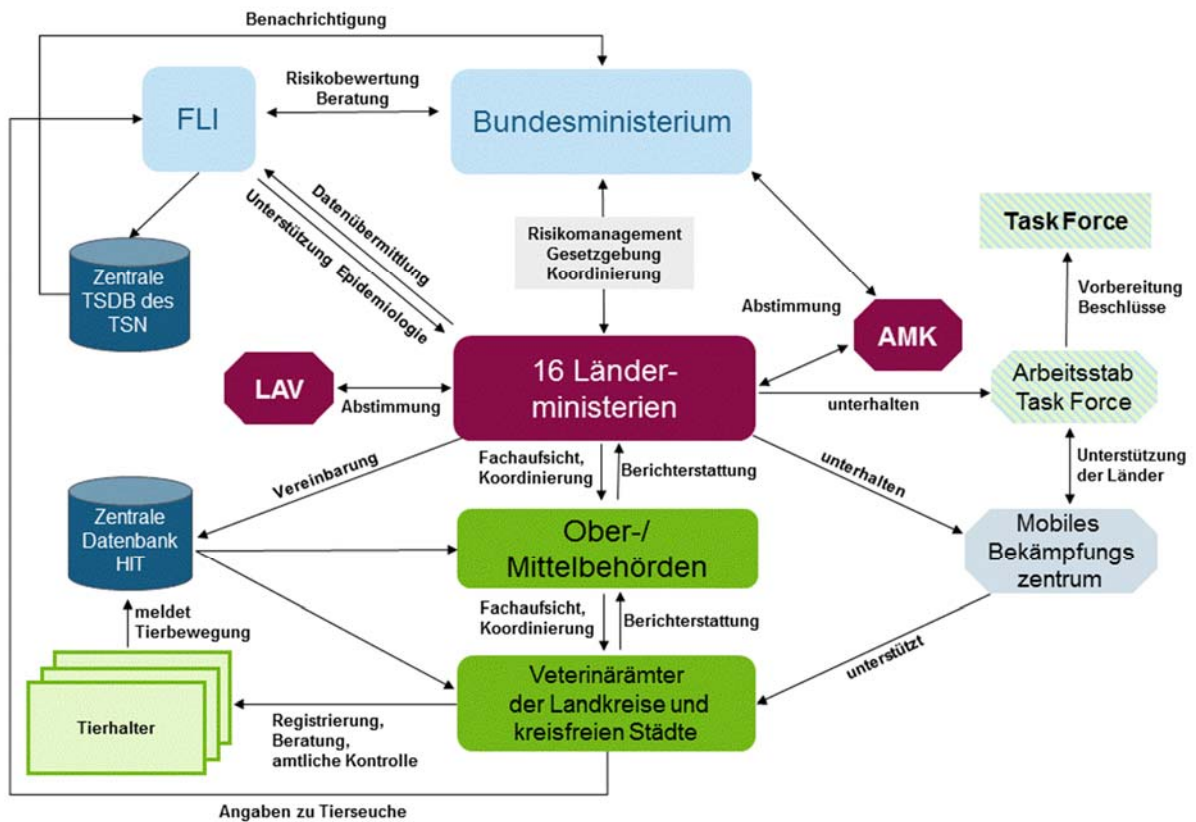 Benachrichtigung
FLI
Risikobewertung
Beratung
Bundesministerium
Datenübermittlung
Unterstützung Epidemiologie
Risikomanagement
Gesetzgebung
Koordinierung
Task Force
Zentrale
TSDB des
TSN
Vorbereitung
Beschlüsse
Abstimmung
AMK
LAV
Abstimmung
16 Länder-
ministerien
unterhalten
Arbeitsstab
Task Force
Vereinbarung
Fachaufsicht,
Koordinierung
Berichterstattung
unterhalten
Unterstützung
der Länder
Zentrale
Datenbank
HIT
Ober-/
Mittelbehörden
Mobiles
Bekämpfungs
zentrum
meldet
Tierbewegung
Fachaufsicht,
Koordinierung
Berichterstattung
unterstützt
Tierhalter
Registrierung,
Beratung,
amtliche Kontrolle
Veterinärämter
der Landkreise und
kreisfreien Städte
Angaben zu Tierseuche